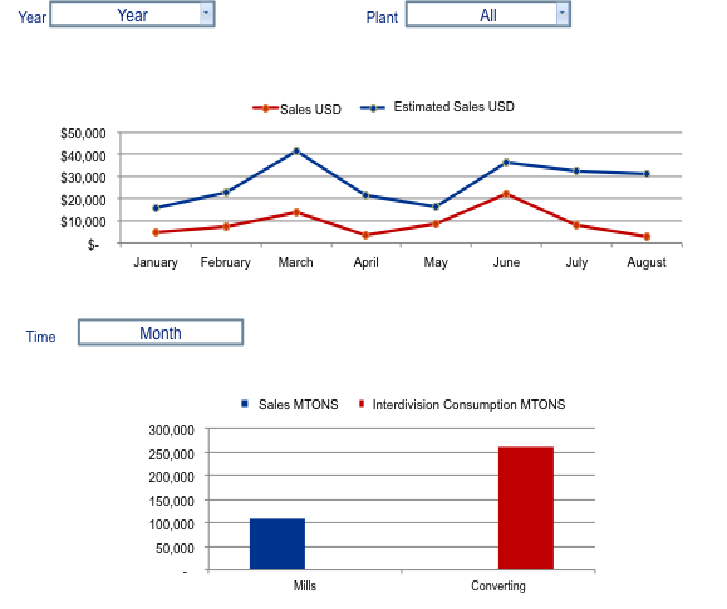 Year Year Plant All
Sales USD Estimated Sales USD
$50,000
$40,000
$30,000
$20,000
$10,000
$-
January February March April May June July August
Time Month
Sales MTONS Interdivision Consumption MTONS
300,000
250,000
200,000
150,000
100,000
50,000
-
Mills Converting